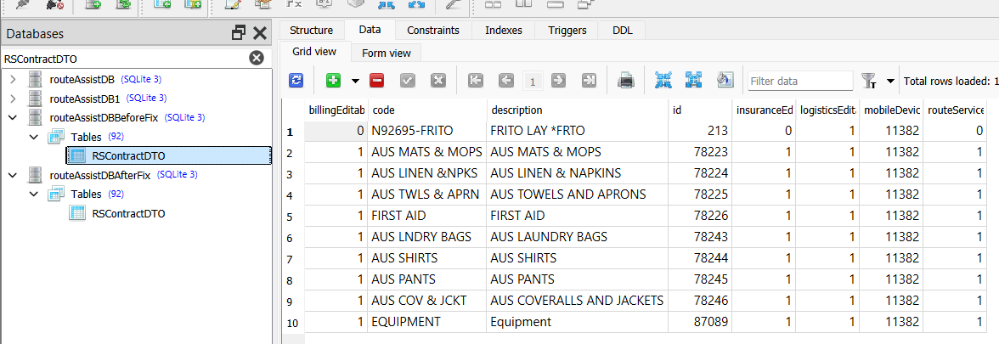 Databases
RSContractDTO
routeAssistDB (SQLite 3)
routeAssistDB1 (SQLite 3)
routeAssistDBBeforeFix (SQLite 3)
Tables (92)
RSContractDTO
routeAssistDBAfterFix (SQLite 3)
Tables (92)
RSContractDTO
Structure Data Constraints Indexes Triggers DDL
Grid view Form view
1 Filter data Total rows loaded: 1
billingEditab code description id insuranceEd logisticsEdit mobileDevic routeService
1 0 N92695-FRITO FRITO LAY *FRTO 213 0 1 11382 0
2 1 AUS MATS & MOPS AUS MATS & MOPS 78223 1 1 11382 1
3 1 AUS LINEN &NPKS AUS LINEN & NAPKINS 78224 1 1 11382 1
4 1 AUS TWLS & APRN AUS TOWELS AND APRONS 78225 1 1 11382 1
5 1 FIRST AID FIRST AID 78226 1 1 11382 1
6 1 AUS LNDRY BAGS AUS LAUNDRY BAGS 78243 1 1 11382 1
7 1 AUS SHIRTS AUS SHIRTS 78244 1 1 11382 1
8 1 AUS PANTS AUS PANTS 78245 1 1 11382 1
9 1 AUS COV & JCKT AUS COVERALLS AND JACKETS 78246 1 1 11382 1
10 1 EQUIPMENT Equipment 87089 1 1 11382 1